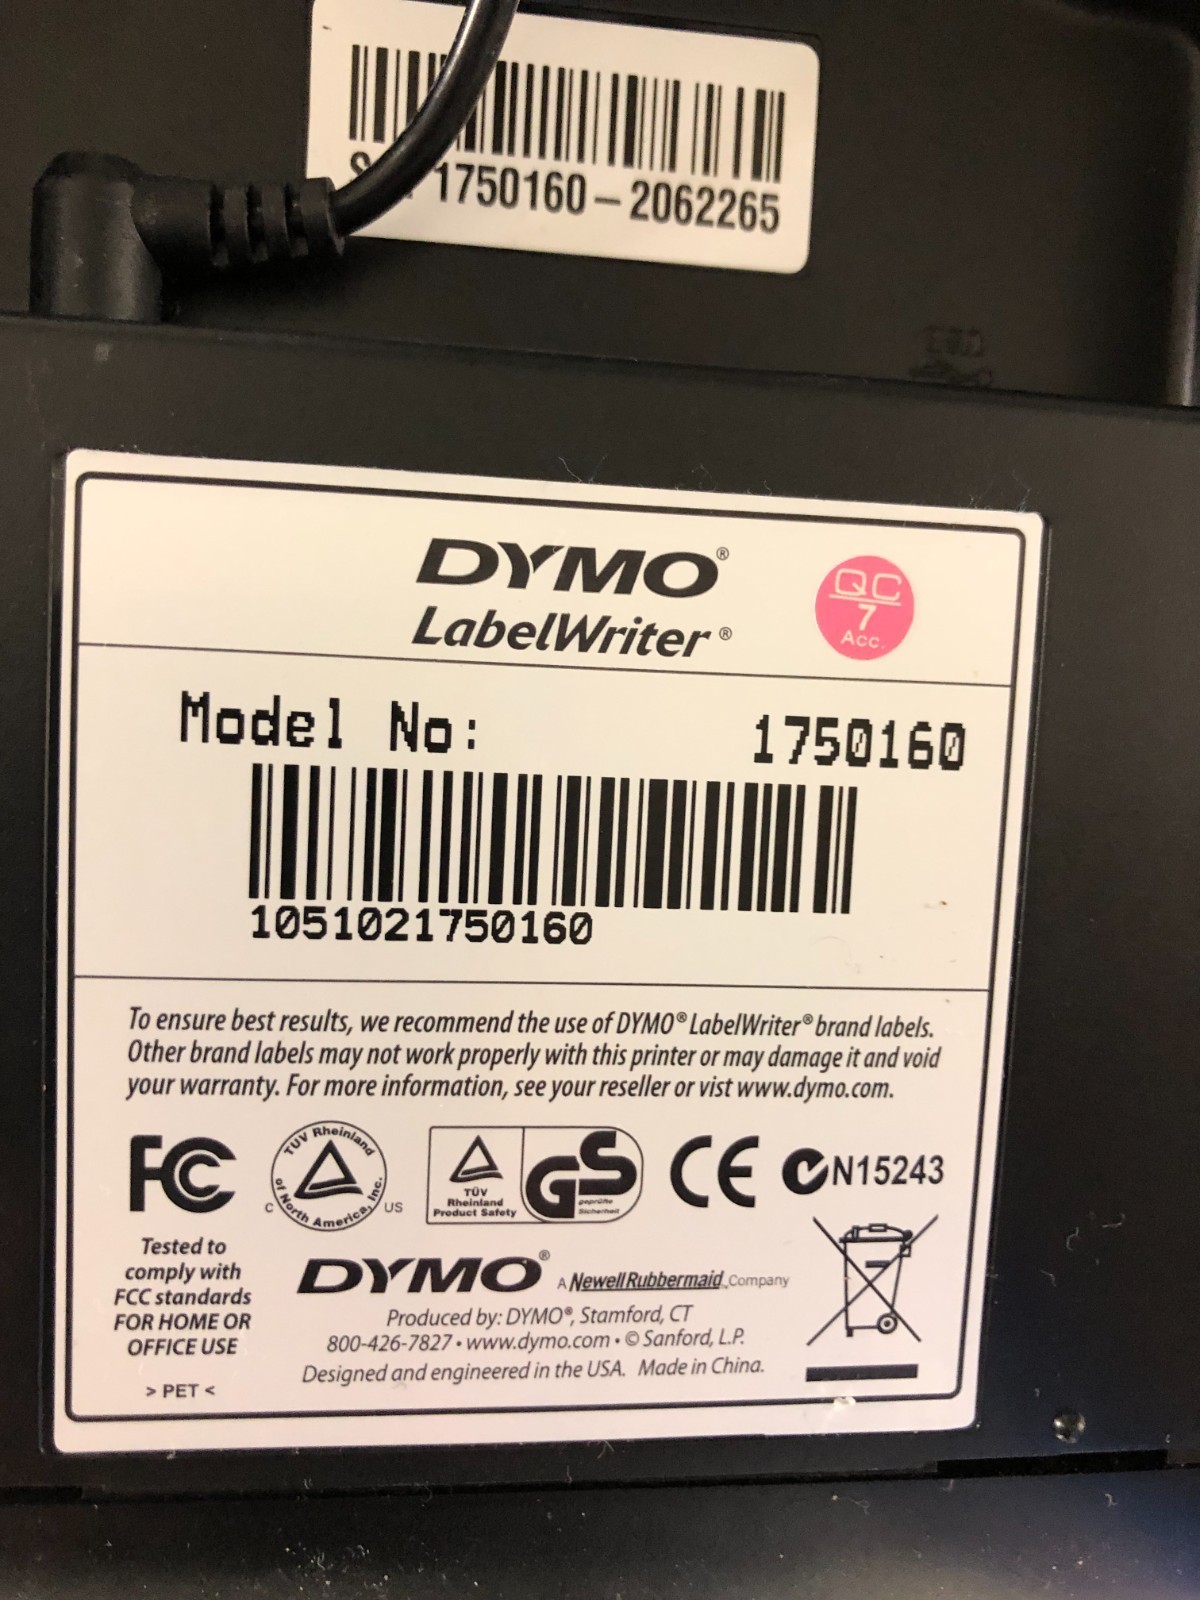 1750160-2062265
DYMO®
LabelWriter®
QC
7
Acc.
Model No: 1750160
1051021750160
To ensure best results, we recommend the use of DYMO® LabelWriter® brand labels.
Other brand labels may not work properly with this printer or may damage it and void
your warranty. For more information, see your reseller or vist www.dymo.com.
FC
TUV Rheinland
of North America, Inc.
C US
TÜV
Rheinland
Product Safety
GS
geprüfte
Sicherheit
CE
N15243
Tested to
comply with
FCC standards
FOR HOME OR
OFFICE USE
> PET <
DYMO® A NewellRubbermaid Company
Produced by: DYMO®, Stamford, CT
800-426-7827 • www.dymo.com • © Sanford, L.P.
Designed and engineered in the USA. Made in China.